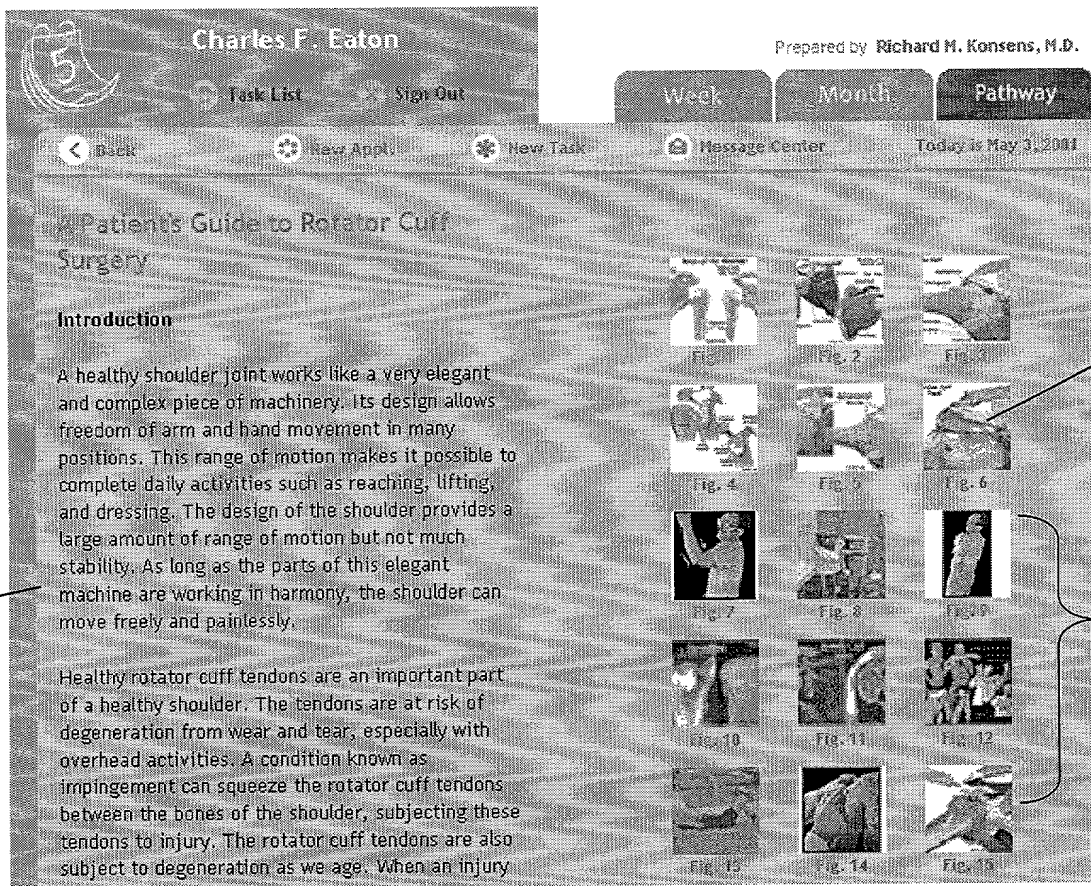 5
Charles F. Eaton
Task List
Sign Out
Prepared by Richard M. Konsens, M.D.
Week
Month
Pathway
Back
New Appt.
New Task
Message Center
Today is May 3, 2001
A Patient's Guide to Rotator Cuff
Surgery
Introduction
A healthy shoulder joint works like a very elegant
and complex piece of machinery. Its design allows
freedom of arm and hand movement in many
positions. This range of motion makes it possible to
complete daily activities such as reaching, lifting,
and dressing. The design of the shoulder provides a
large amount of range of motion but not much
stability. As long as the parts of this elegant
machine are working in harmony, the shoulder can
move freely and painlessly.
Healthy rotator cuff tendons are an important part
of a healthy shoulder. The tendons are at risk of
degeneration from wear and tear, especially with
overhead activities. A condition known as
impingement can squeeze the rotator cuff tendons
between the bones of the shoulder, subjecting these
tendons to injury. The rotator cuff tendons are also
subject to degeneration as we age. When an injury
Fig.
Fig. 2
Fig. 3
Fig. 4
Fig. 5
Fig. 6
Fig. 7
Fig. 8
Fig. 9
Fig. 10
Fig. 11
Fig. 12
Fig. 13
Fig. 14
Fig. 15